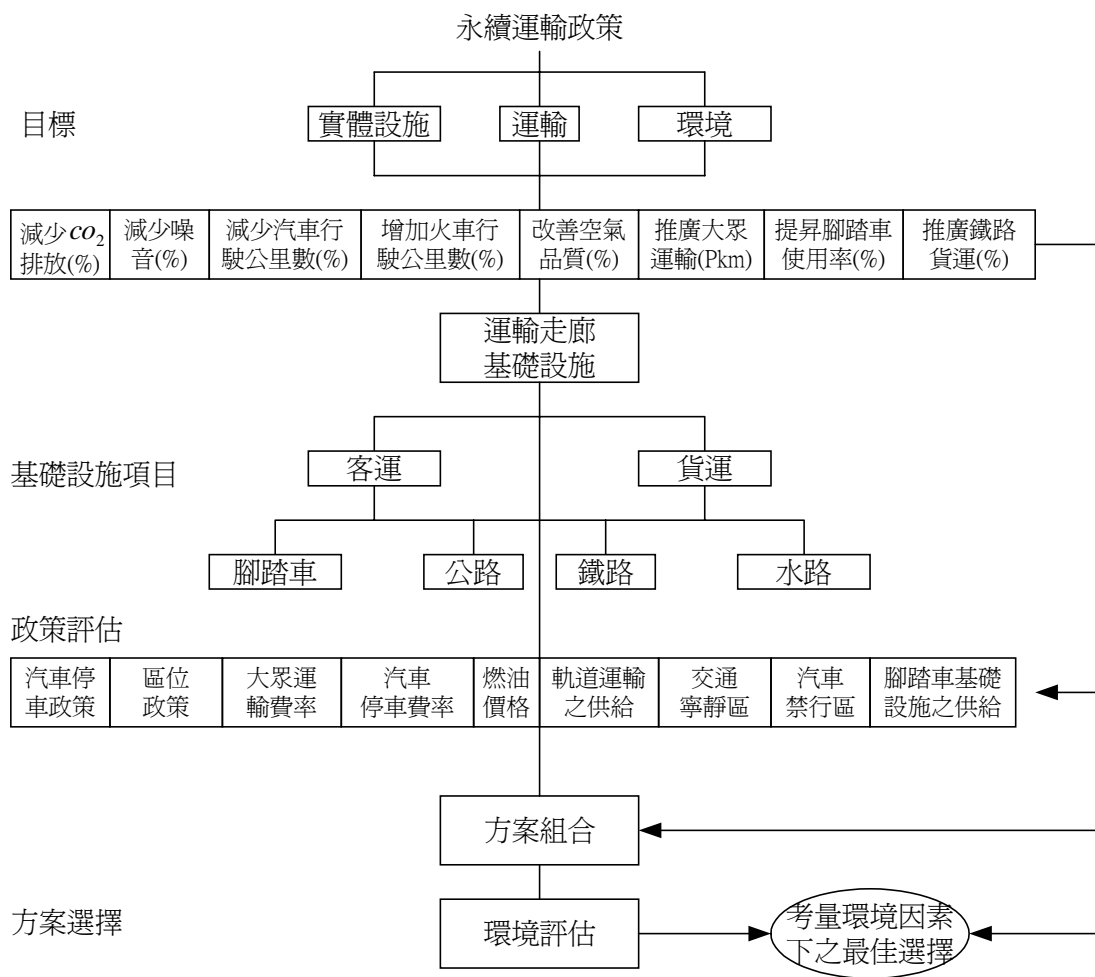 永續運輸政策
目標
實體設施
運輸
環境
減少CO₂
排放(%)
減少噪
音(%)
減少汽車行
駛公里數(%)
增加火車行
駛公里數(%)
改善空氣
品質(%)
推廣大眾
運輸(Pkm)
提昇腳踏車
使用率(%)
推廣鐵路
貨運(%)
運輸走廊
基礎設施
基礎設施項目
客運
貨運
腳踏車
公路
鐵路
水路
政策評估
汽車停
車政策
區位
政策
大眾運
輸費率
汽車
停車費率
燃油
價格
軌道運輸
之供給
交通
寧靜區
汽車
禁行區
腳踏車基礎
設施之供給
方案組合
方案選擇
環境評估
考量環境因素
下之最佳選擇